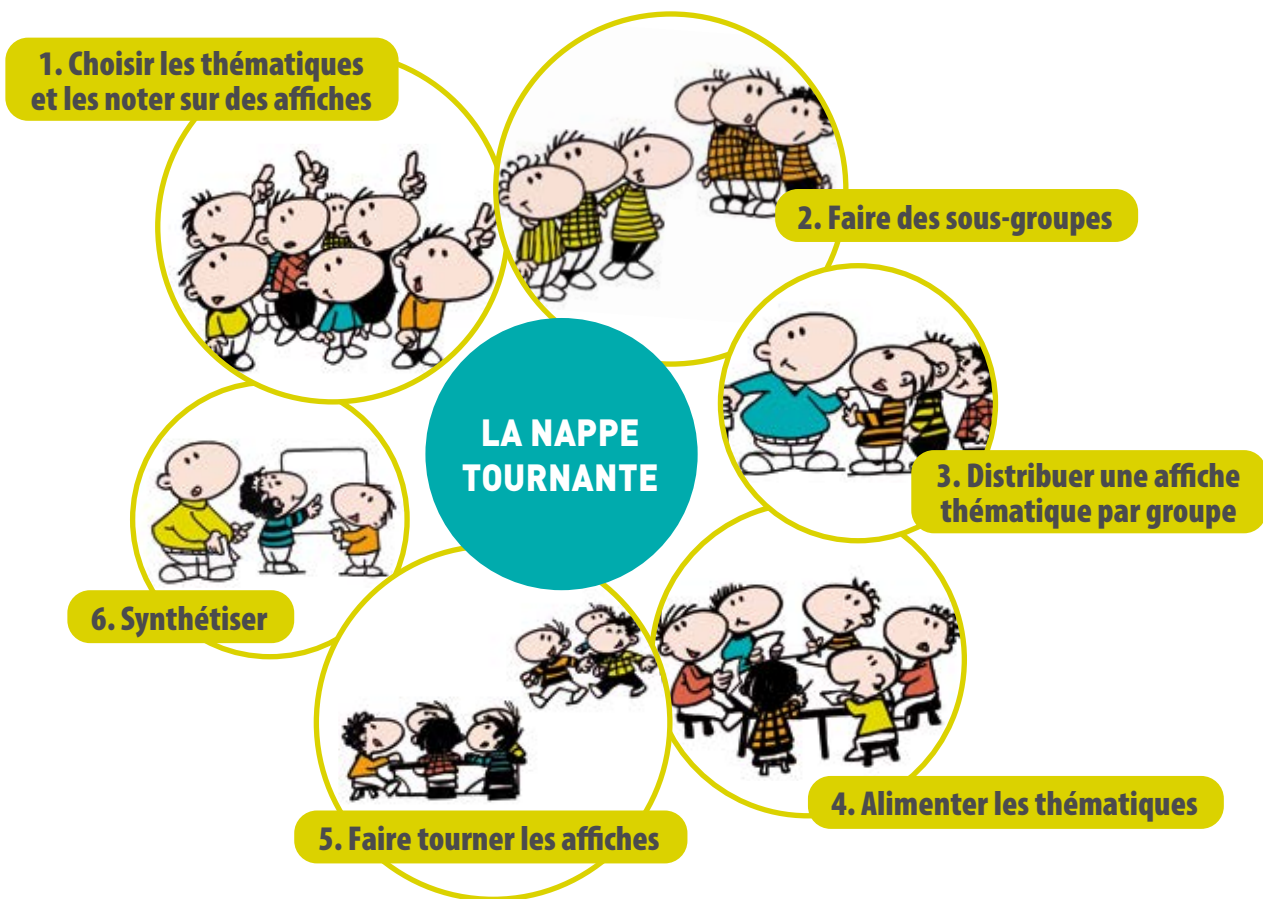 1. Choisir les thématiques
et les noter sur des affiches
2. Faire des sous-groupes
LA NAPPE
TOURNANTE
3. Distribuer une affiche
thématique par groupe
4. Alimenter les thématiques
5. Faire tourner les affiches
6. Synthétiser